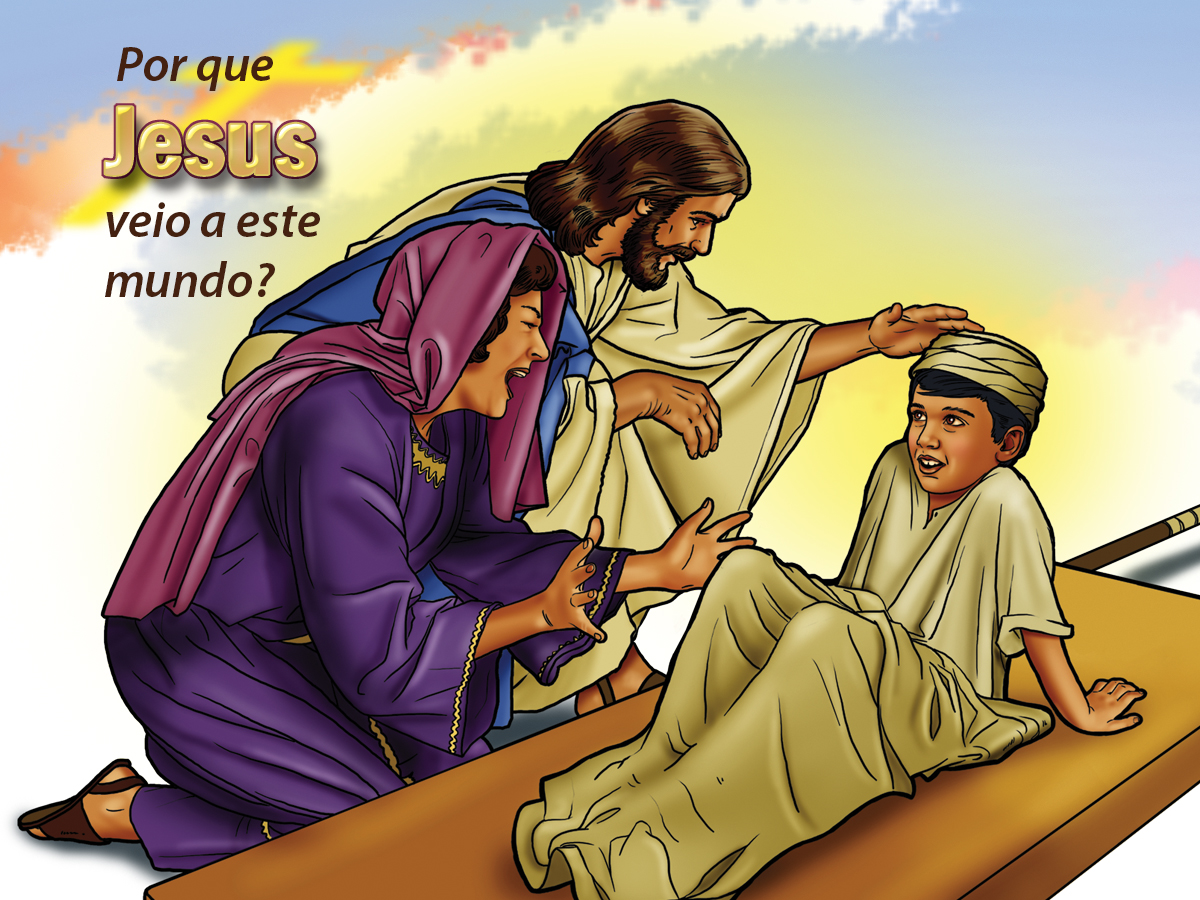 Por que
Jesus
veio a este
mundo?